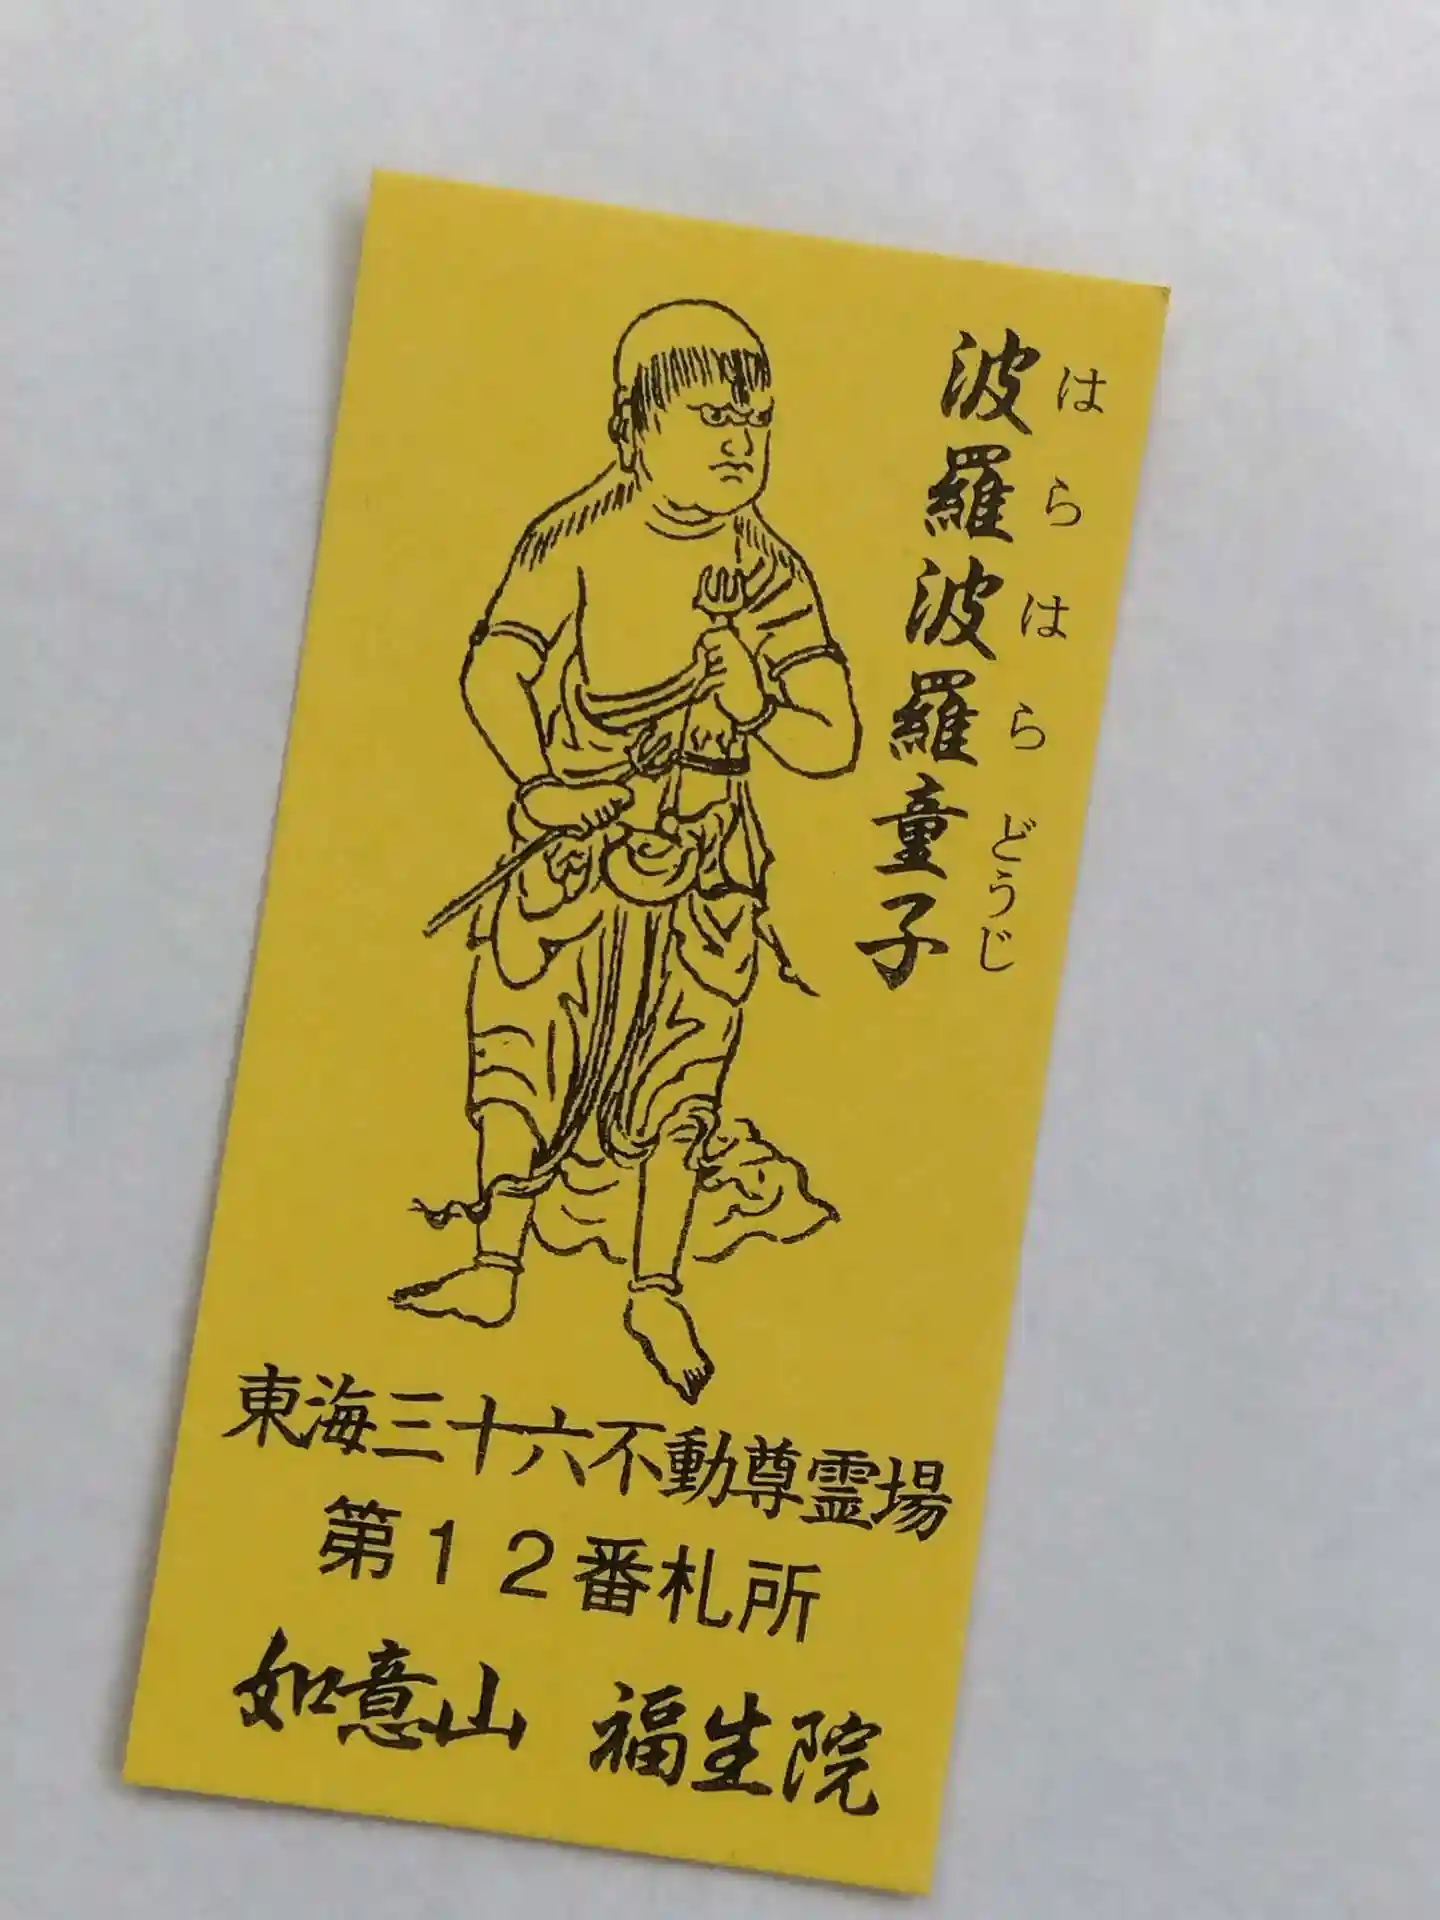 波羅波羅童子
はらはらどうじ
東海三十六不動尊霊場
第12番札所
如意山 福生院